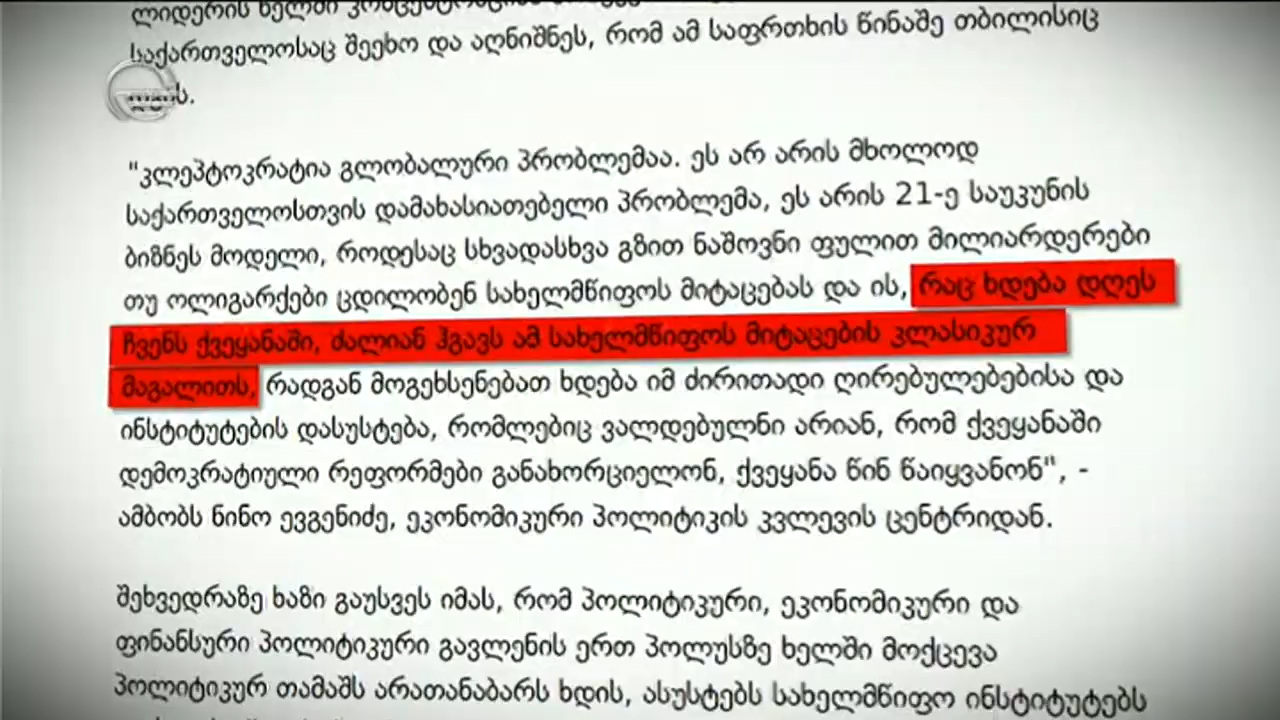 ლიდერის ხელში
საქართველოსაც შეეხო და აღნიშნეს, რომ ამ საფრთხის წინაშე თბილისიც
"კლეპტოკრატია გლობალური პრობლემაა. ეს არ არის მხოლოდ
საქართველოსთვის დამახასიათებელი პრობლემა, ეს არის 21-ე საუკუნის
ბიზნეს მოდელი, როდესაც სხვადასხვა გზით ნაშოვნი ფულით მილიარდერები
თუ ოლიგარქები ცდილობენ სახელმწიფოს მიტაცებას და ის, რაც ხდება დღეს
ჩვენს ქვეყანაში, ძალიან ჰგავს ამ სახელმწიფოს მიტაცების კლასიკურ
მაგალითს, რადგან მოგეხსენებათ ხდება იმ ძირითადი ღირებულებებისა და
ინსტიტუტების დასუსტება, რომლებიც ვალდებულნი არიან, რომ ქვეყანაში
დემოკრატიული რეფორმები განახორციელონ, ქვეყანა წინ წაიყვანონ", -
ამბობს ნინო ევგენიძე, ეკონომიკური პოლიტიკის კვლევის ცენტრიდან.
შეხვედრაზე ხაზი გაუსვეს იმას, რომ პოლიტიკური, ეკონომიკური და
ფინანსური პოლიტიკური გავლენის ერთ პოლუსზე ხელში მოქცევა
პოლიტიკურ თამაშს არათანაბარს ხდის, ასუსტებს სახელმწიფო ინსტიტუტებს